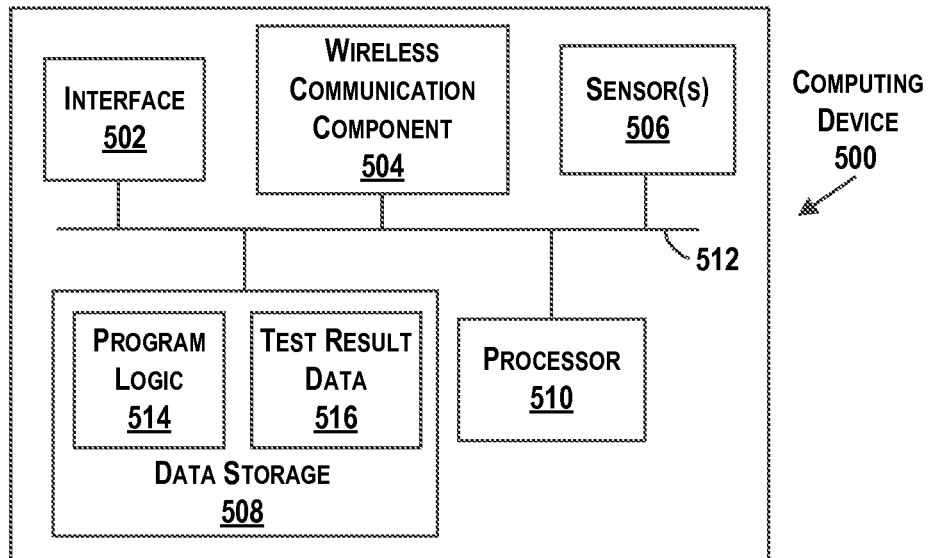 INTERFACE
502
WIRELESS
COMMUNICATION
COMPONENT
504
SENSOR(S)
506
COMPUTING
DEVICE
500
512
PROGRAM
LOGIC
514
TEST RESULT
DATA
516
DATA STORAGE
508
PROCESSOR
510